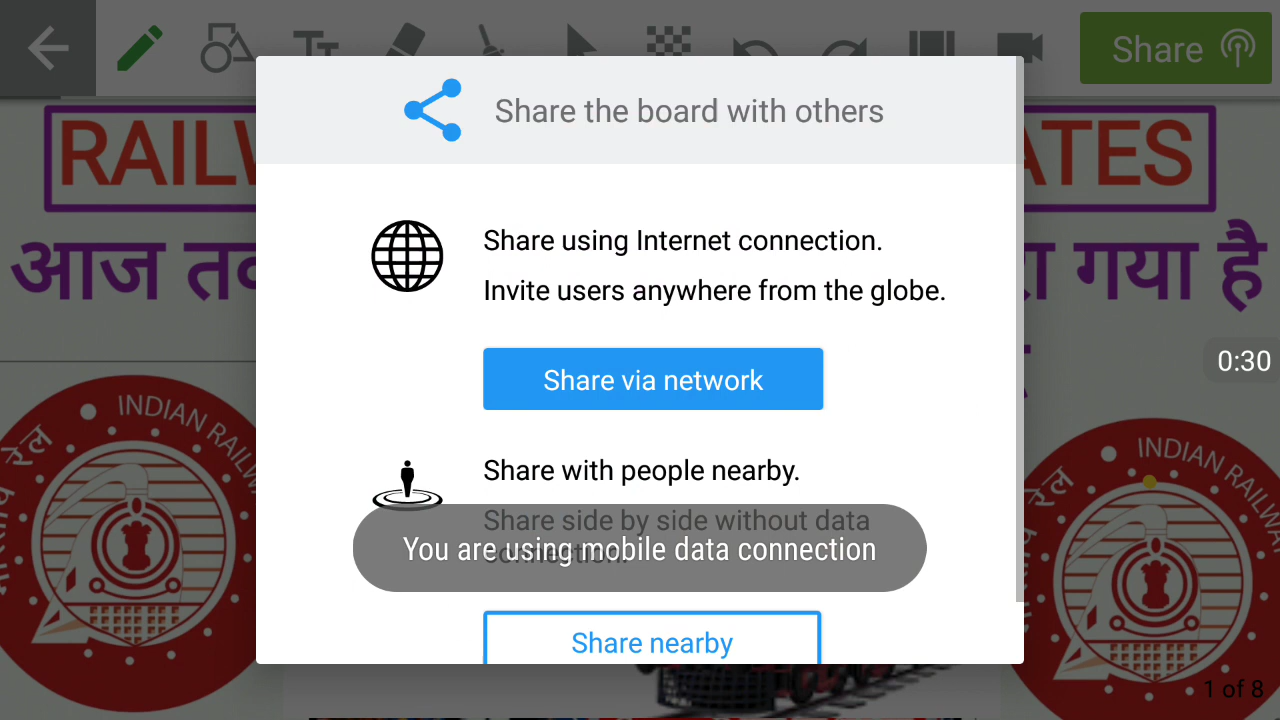 Share
Share the board with others
RAIL
ATES
आज
गया है
Share using Internet connection.
Invite users anywhere from the globe.
0:30
Share via network
INDIAN RAILW
INDIAN RAILW
रेल
रेल
Share with people nearby.
Share side by side without data
connection.
You are using mobile data connection
Share nearby
1 of 8